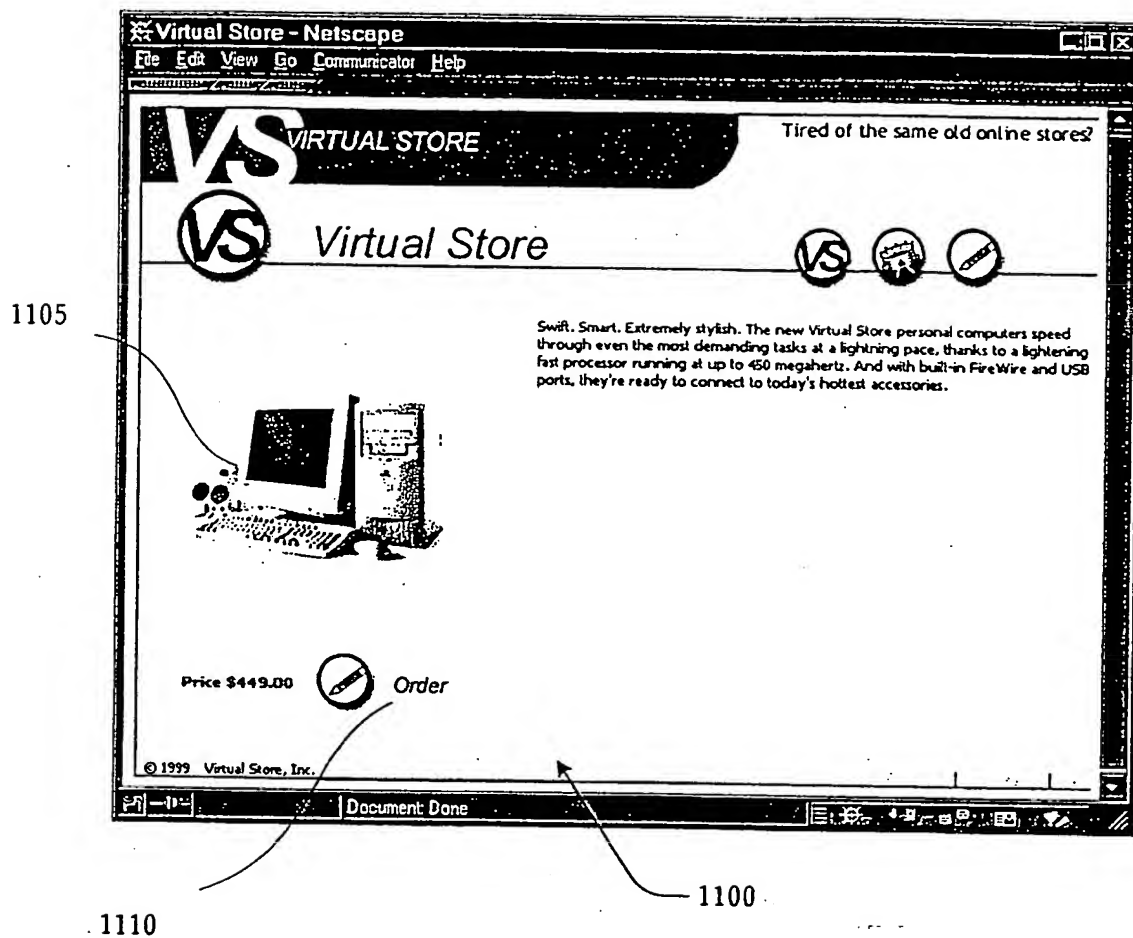 Virtual Store - Netscape
File Edit View Go Communicator Help
VS VIRTUAL STORE
Tired of the same old online stores?
VS Virtual Store
VS
1105
Swift. Smart. Extremely stylish. The new Virtual Store personal computers speed
through even the most demanding tasks at a lightning pace, thanks to a lightening
fast processor running at up to 450 megahertz. And with built-in FireWire and USB
ports, they're ready to connect to today's hottest accessories.
Price $449.00 Order
© 1999 Virtual Store, Inc.
Document: Done
1100
1110